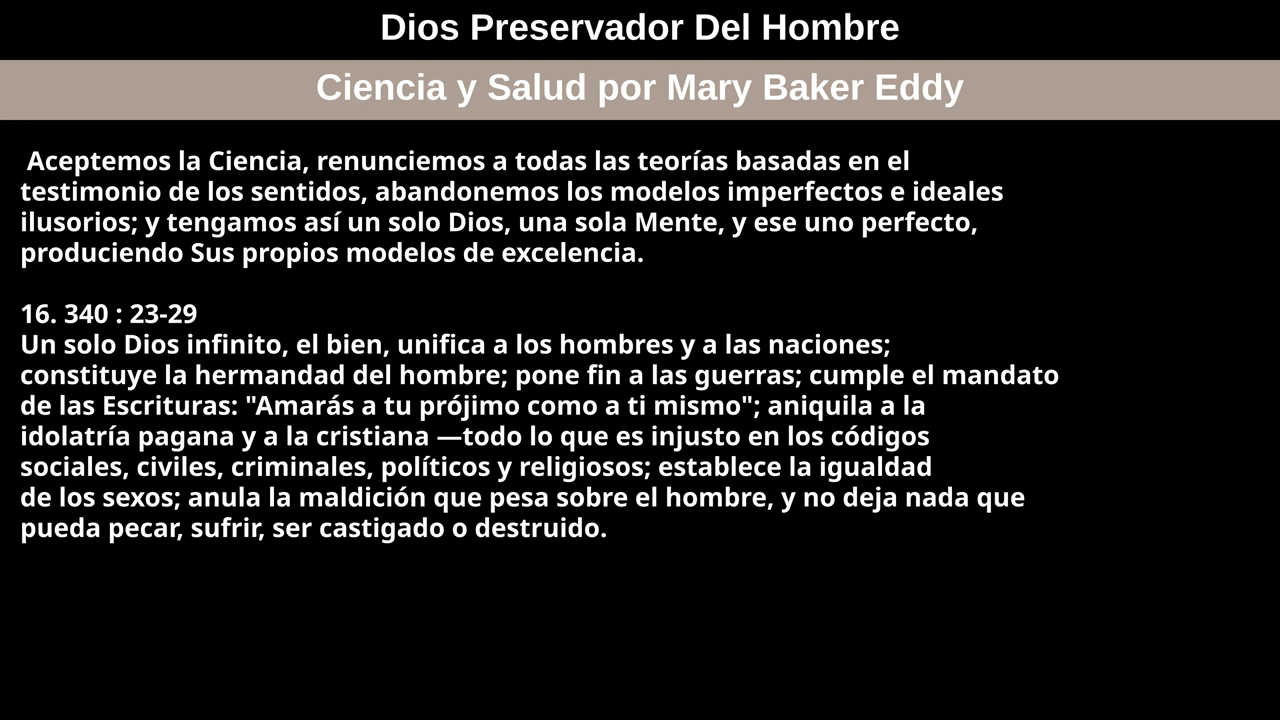 Dios Preservador Del Hombre
Ciencia y Salud por Mary Baker Eddy
Aceptemos la Ciencia, renunciemos a todas las teorías basadas en el
testimonio de los sentidos, abandonemos los modelos imperfectos e ideales
ilusorios; y tengamos así un solo Dios, una sola Mente, y ese uno perfecto,
produciendo Sus propios modelos de excelencia.
16. 340 : 23-29
Un solo Dios infinito, el bien, unifica a los hombres y a las naciones;
constituye la hermandad del hombre; pone fin a las guerras; cumple el mandato
de las Escrituras: "Amarás a tu prójimo como a ti mismo"; aniquila a la
idolatría pagana y a la cristiana —todo lo que es injusto en los códigos
sociales, civiles, criminales, políticos y religiosos; establece la igualdad
de los sexos; anula la maldición que pesa sobre el hombre, y no deja nada que
pueda pecar, sufrir, ser castigado o destruido.